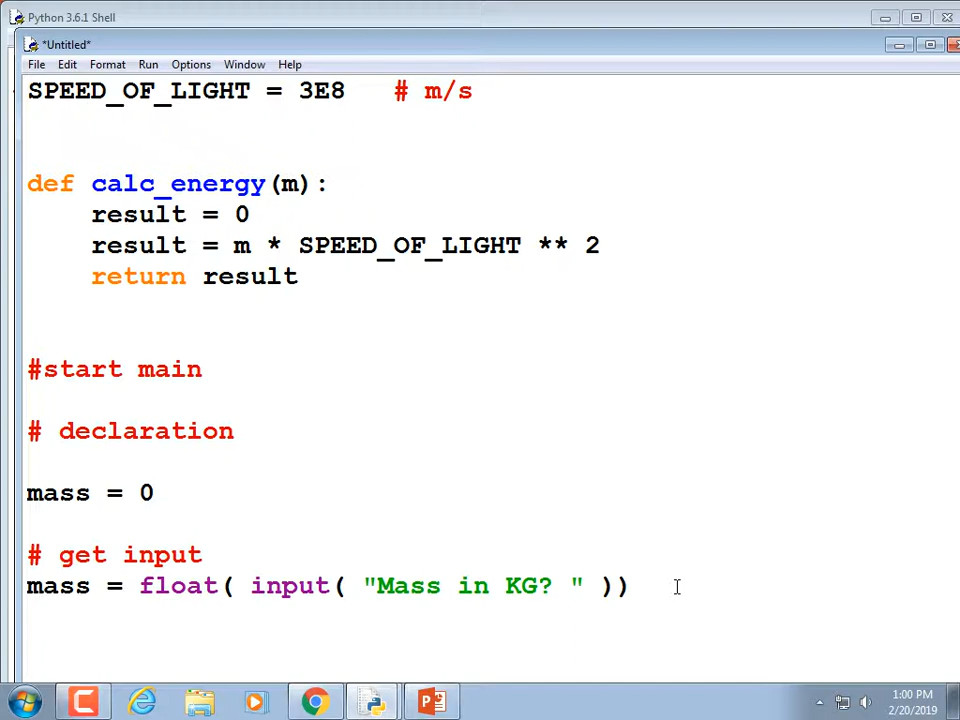 Python 3.6.1 Shell
*Untitled*
File Edit Format Run Options Window Help
SPEED_OF_LIGHT = 3E8   # m/s
def calc_energy(m):
    result = 0
    result = m * SPEED_OF_LIGHT ** 2
    return result
#start main
# declaration
mass = 0
# get input
mass = float( input( "Mass in KG? " ))
1:00 PM
2/20/2019